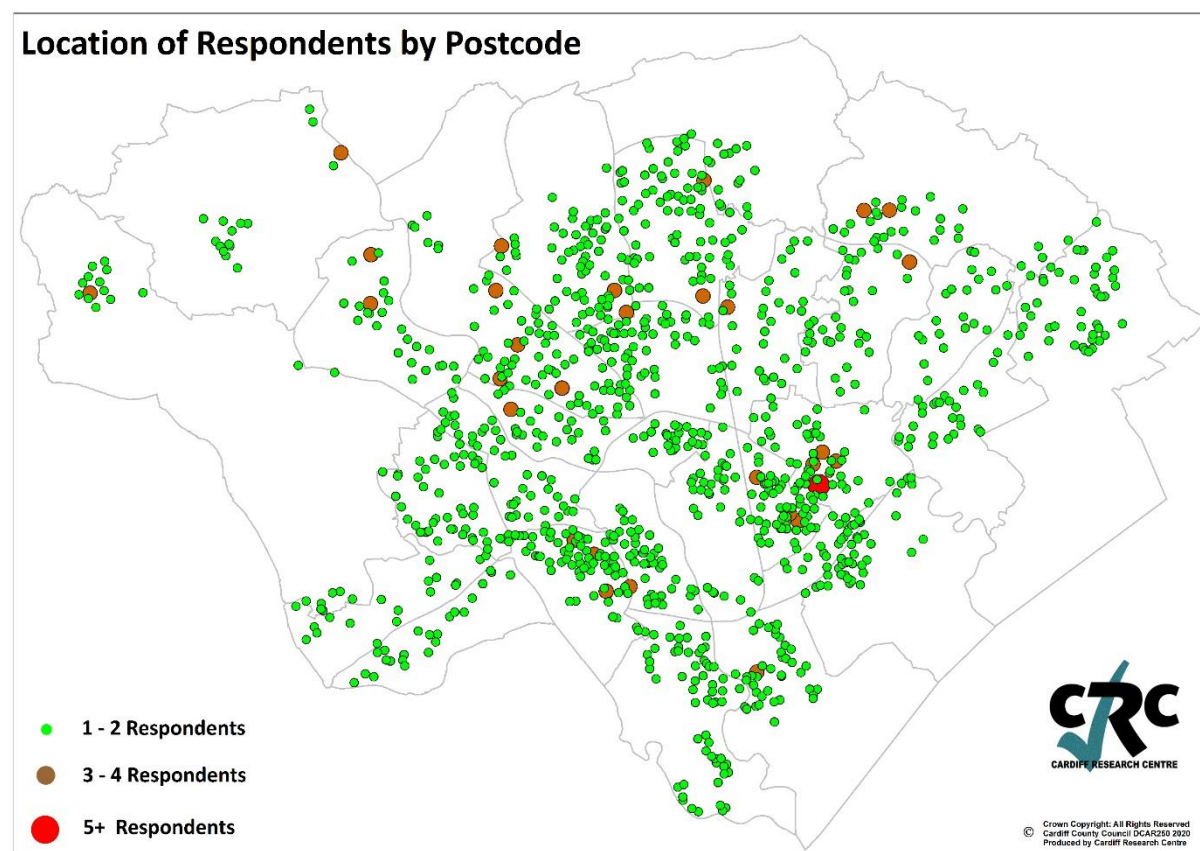 Location of Respondents by Postcode
1 - 2 Respondents
3 - 4 Respondents
5+ Respondents
CRC
CARDIFF RESEARCH CENTRE
© Crown Copyright: All Rights Reserved
Cardiff County Council DCAR250 2020
Produced by Cardiff Research Centre